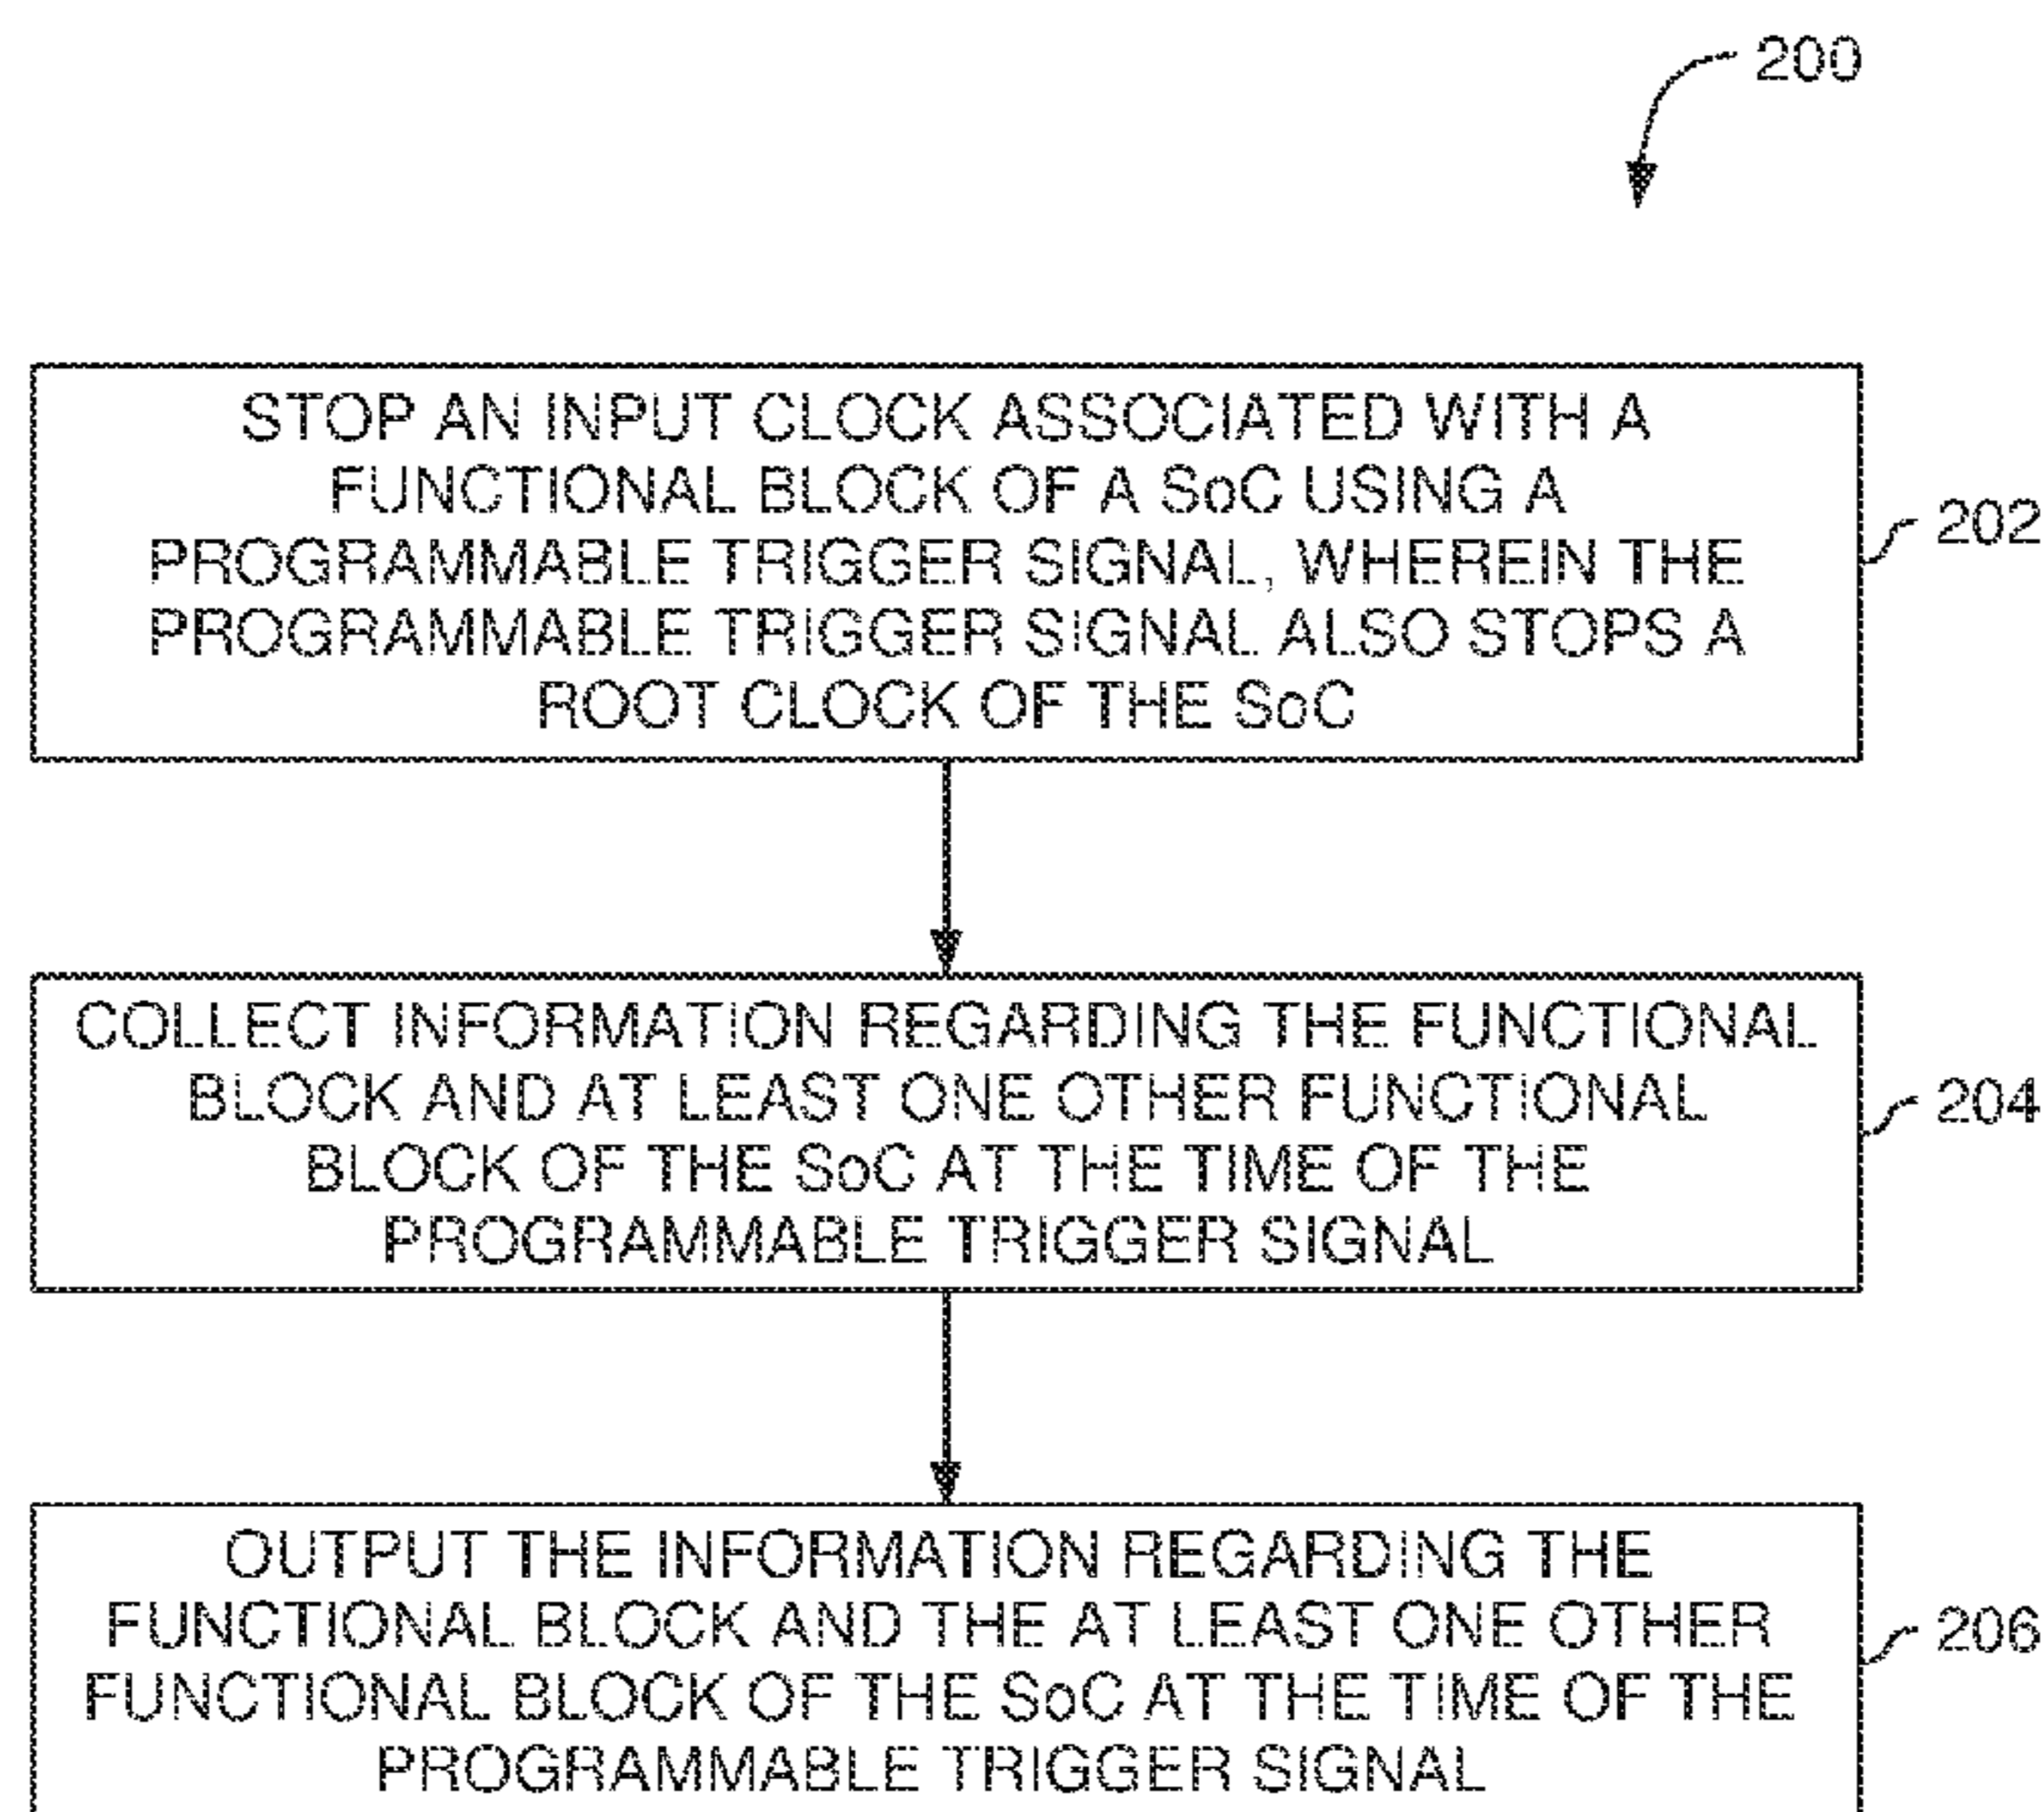 200
STOP AN INPUT CLOCK ASSOCIATED WITH A
FUNCTIONAL BLOCK OF A SoC USING A
PROGRAMMABLE TRIGGER SIGNAL, WHEREIN THE
PROGRAMMABLE TRIGGER SIGNAL ALSO STOPS A
ROOT CLOCK OF THE SoC
202
COLLECT INFORMATION REGARDING THE FUNCTIONAL
BLOCK AND AT LEAST ONE OTHER FUNCTIONAL
BLOCK OF THE SoC AT THE TIME OF THE
PROGRAMMABLE TRIGGER SIGNAL
204
OUTPUT THE INFORMATION REGARDING THE
FUNCTIONAL BLOCK AND THE AT LEAST ONE OTHER
FUNCTIONAL BLOCK OF THE SoC AT THE TIME OF THE
PROGRAMMABLE TRIGGER SIGNAL
206